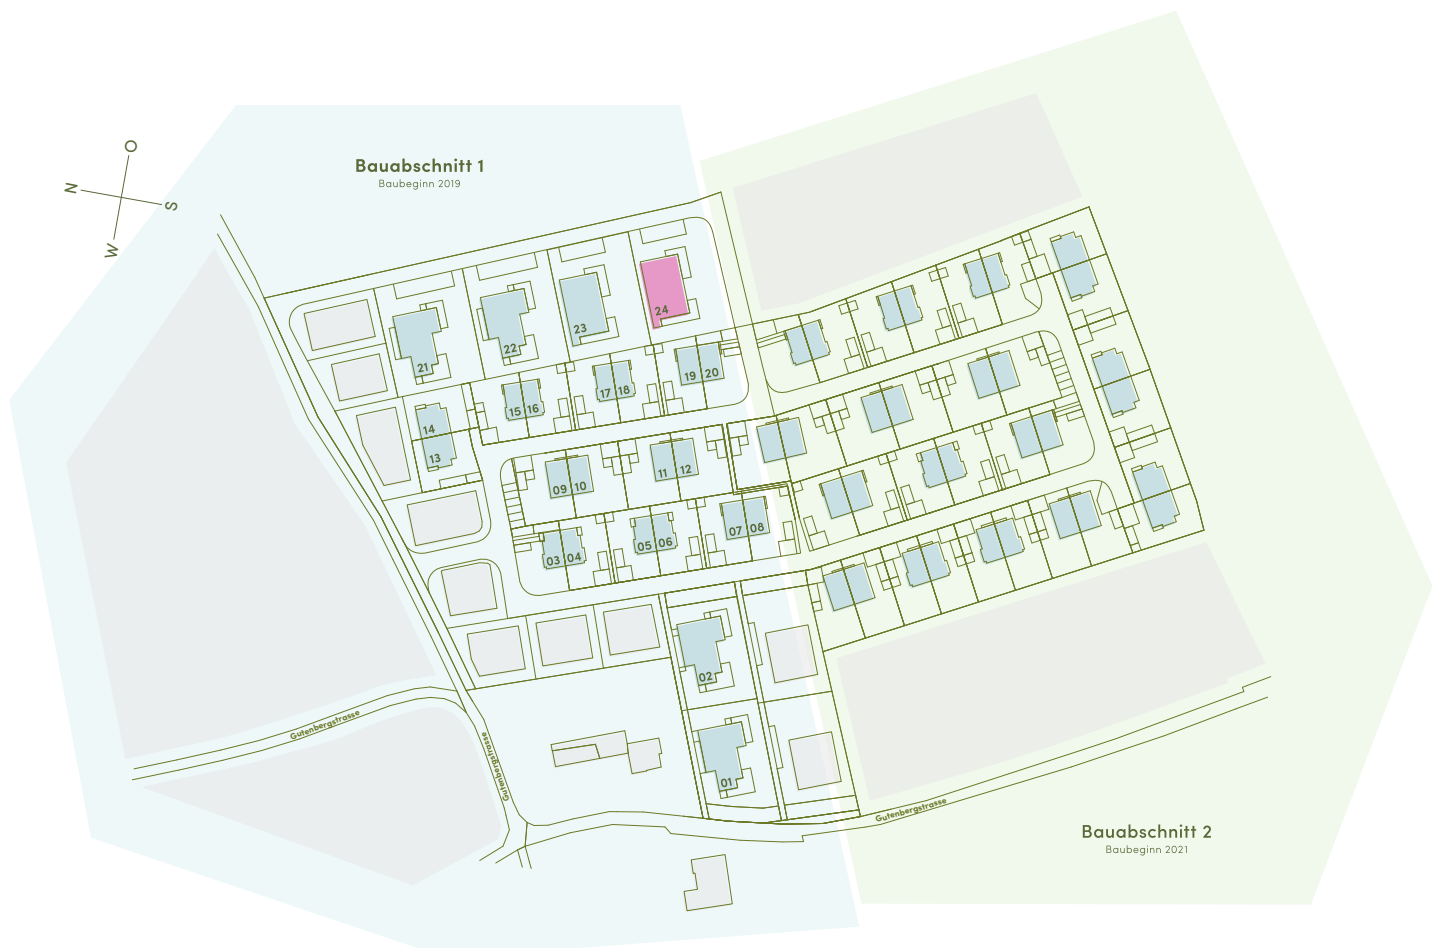 O
N
S
W
Bauabschnitt 1
Baubeginn 2019
24
23
22
21
19 20
17 18
15 16
14
13
11 12
09 10
07 08
05 06
03 04
02
01
Gutenbergstrasse
Gutenbergstrasse
Gutenbergstrasse
Bauabschnitt 2
Baubeginn 2021